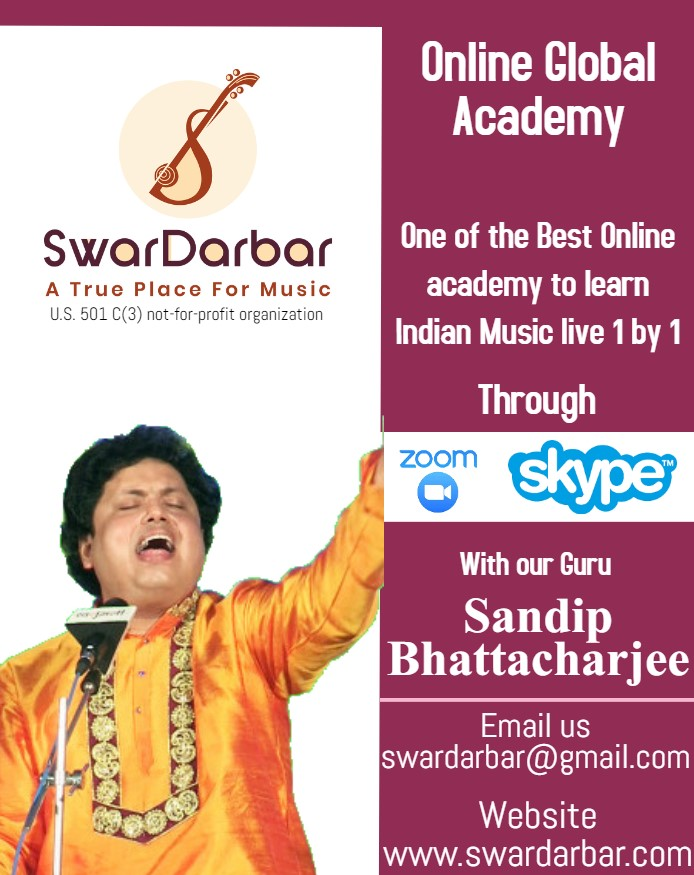 SwarDarbar
A True Place For Music
U.S. 501 C(3) not-for-profit organization
Online Global
Academy
One of the Best Online
academy to learn
Indian Music live 1 by 1
Through
zoom
skype™
With our Guru
Sandip
Bhattacharjee
Email us
swardarbar@gmail.com
Website
www.swardarbar.com